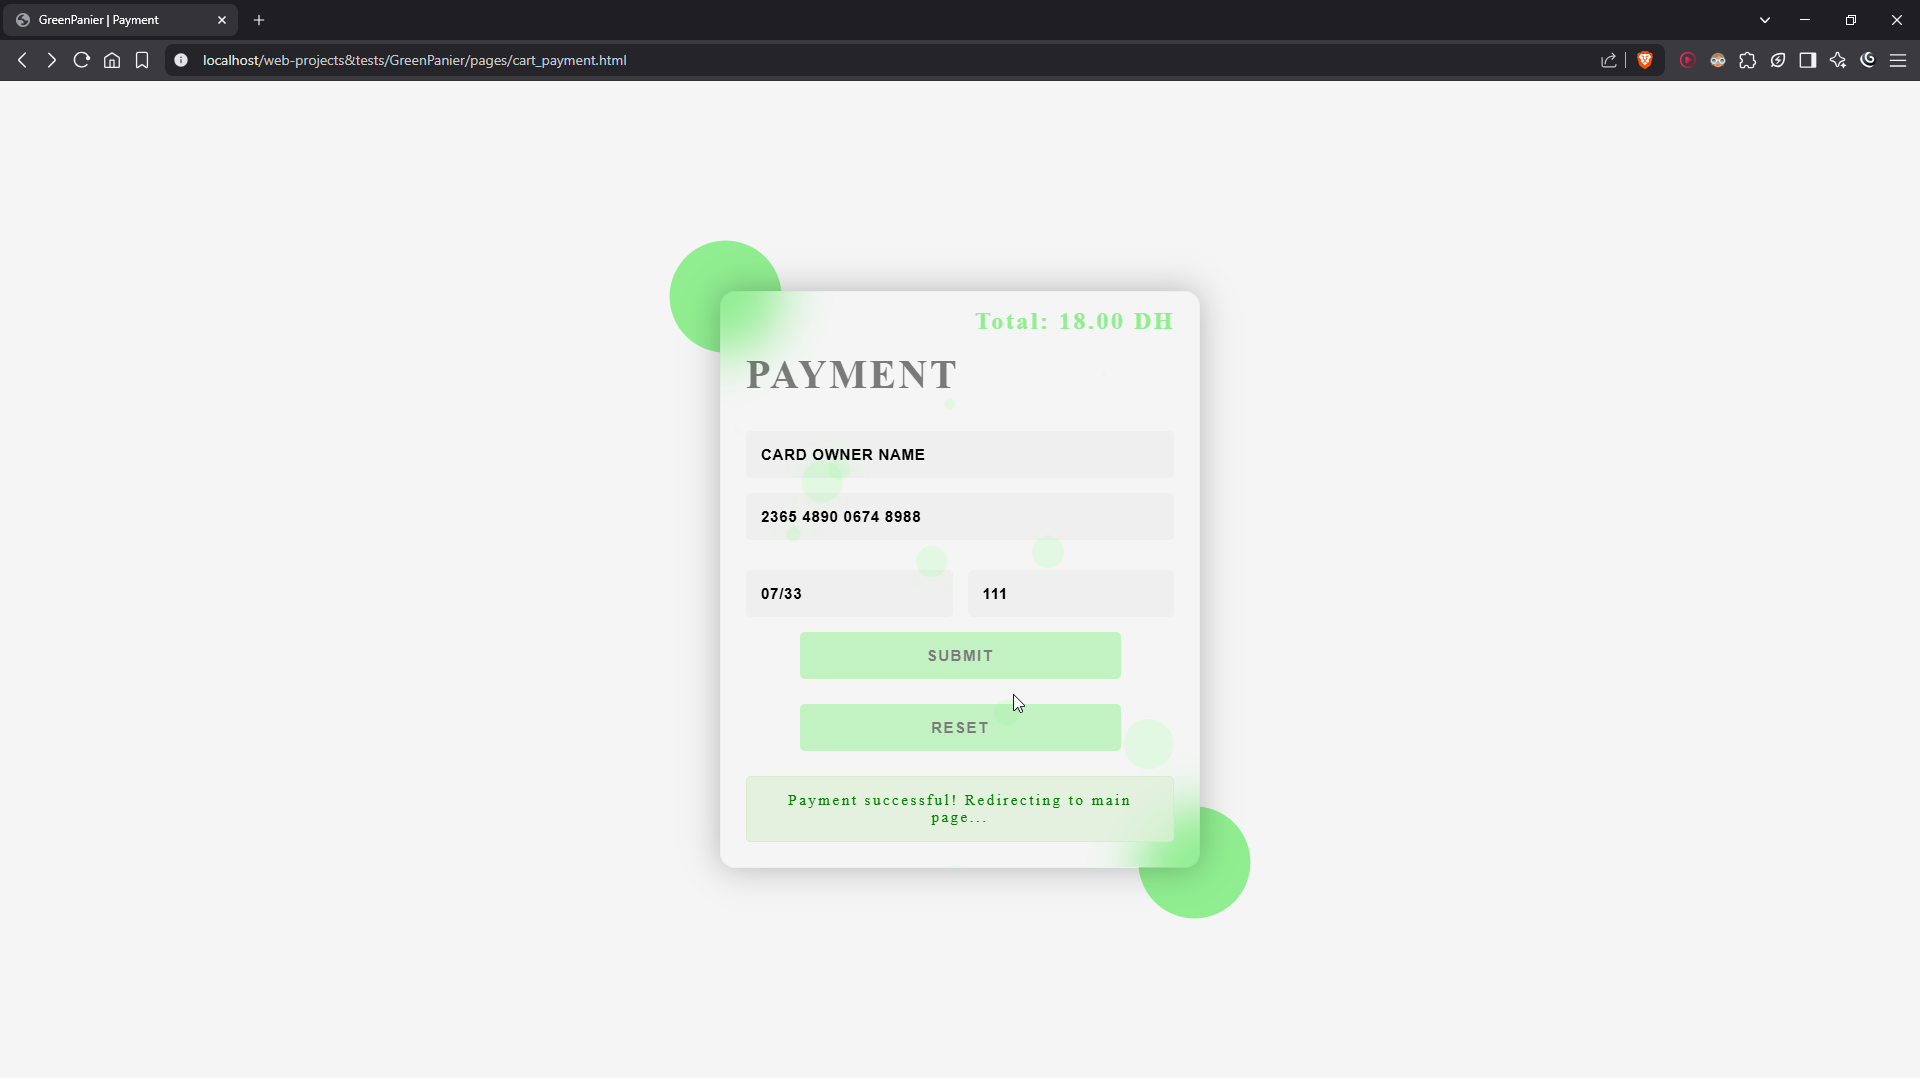 GreenPanier | Payment
localhost/web-projects&tests/GreenPanier/pages/cart_payment.html
Total: 18.00 DH
PAYMENT
CARD OWNER NAME
2365 4890 0674 8988
07/33
111
SUBMIT
RESET
Payment successful! Redirecting to main
page...